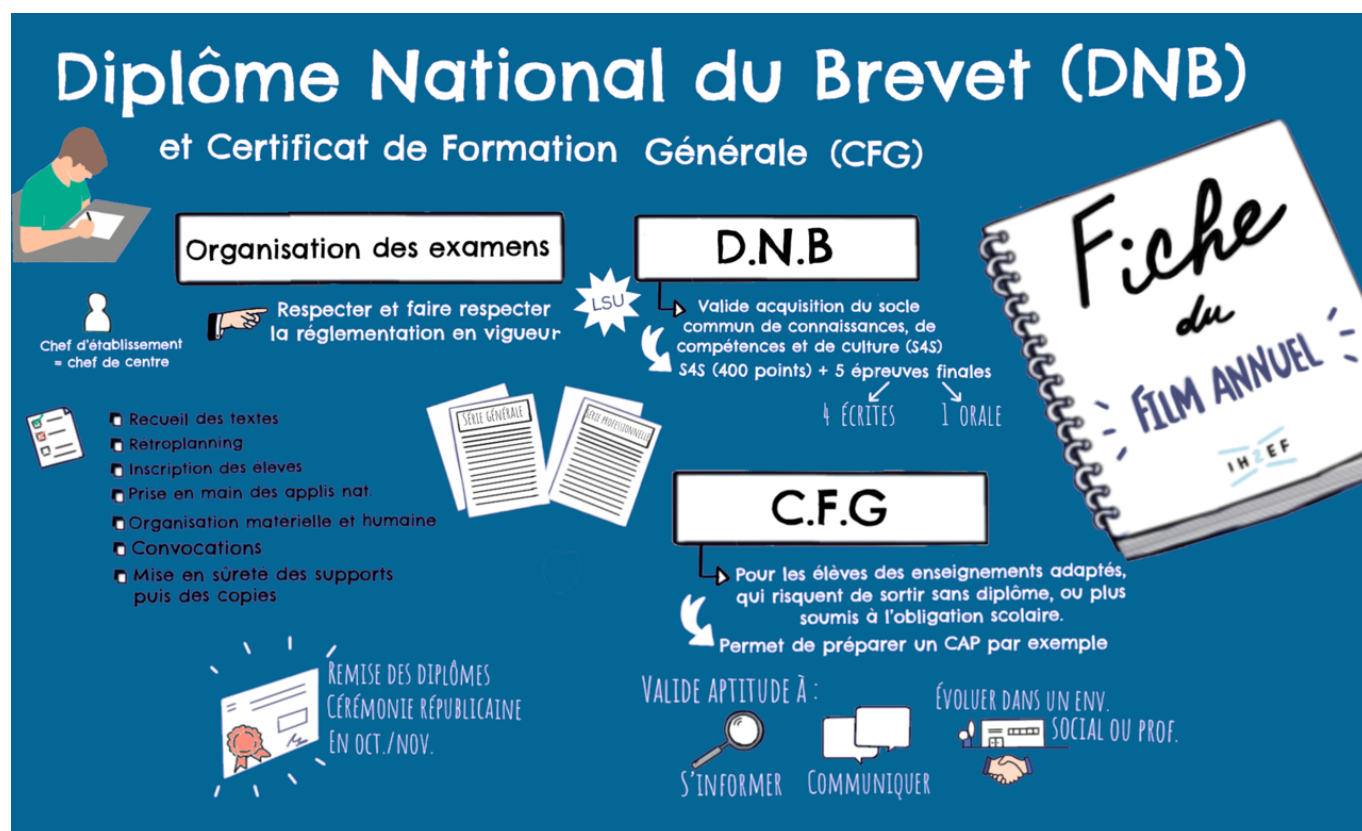 Diplôme National du Brevet (DNB)
et Certificat de Formation Générale (CFG)
Organisation des examens
Respecter et faire respecter
la réglementation en vigueur
Chef d'établissement
= chef de centre
Recueil des textes
Rétroplanning
Inscription des élèves
Prise en main des applis nat.
Organisation matérielle et humaine
Convocations
Mise en sûreté des supports
puis des copies
SÉRIE GÉNÉRALE
SÉRIE PROFESSIONNELLE
REMISE DES DIPLÔMES
CÉRÉMONIE RÉPUBLICAINE
EN OCT./NOV.
LSU
D.N.B
Valide acquisition du socle
commun de connaissances, de
compétences et de culture (S4S)
S4S (400 points) + 5 épreuves finales
4 ÉCRITES
1 ORALE
C.F.G
Pour les élèves des enseignements adaptés,
qui risquent de sortir sans diplôme, ou plus
soumis à l'obligation scolaire.
Permet de préparer un CAP par exemple
VALIDE APTITUDE À :
S'INFORMER
COMMUNIQUER
ÉVOLUER DANS UN ENV.
SOCIAL OU PROF.
Fiche
du
FILM ANNUEL
IH2EF